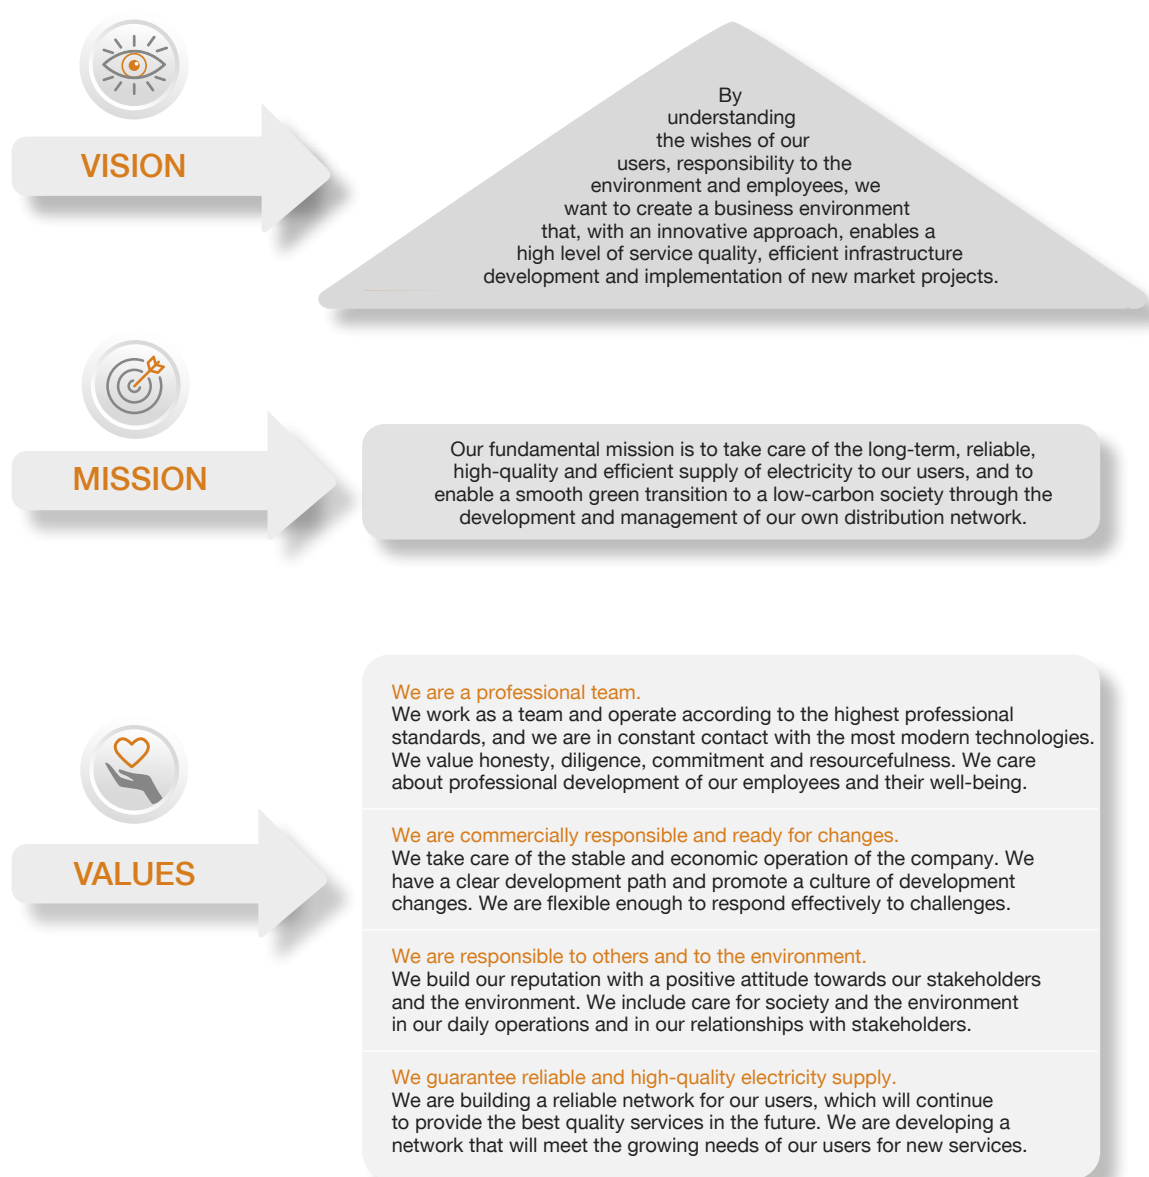 VISION
By
understanding
the wishes of our
users, responsibility to the
environment and employees, we
want to create a business environment
that, with an innovative approach, enables a
high level of service quality, efficient infrastructure
development and implementation of new market projects.
MISSION
Our fundamental mission is to take care of the long-term, reliable,
high-quality and efficient supply of electricity to our users, and to
enable a smooth green transition to a low-carbon society through the
development and management of our own distribution network.
VALUES
We are a professional team.
We work as a team and operate according to the highest professional
standards, and we are in constant contact with the most modern technologies.
We value honesty, diligence, commitment and resourcefulness. We care
about professional development of our employees and their well-being.
We are commercially responsible and ready for changes.
We take care of the stable and economic operation of the company. We
have a clear development path and promote a culture of development
changes. We are flexible enough to respond effectively to challenges.
We are responsible to others and to the environment.
We build our reputation with a positive attitude towards our stakeholders
and the environment. We include care for society and the environment
in our daily operations and in our relationships with stakeholders.
We guarantee reliable and high-quality electricity supply.
We are building a reliable network for our users, which will continue
to provide the best quality services in the future. We are developing a
network that will meet the growing needs of our users for new services.